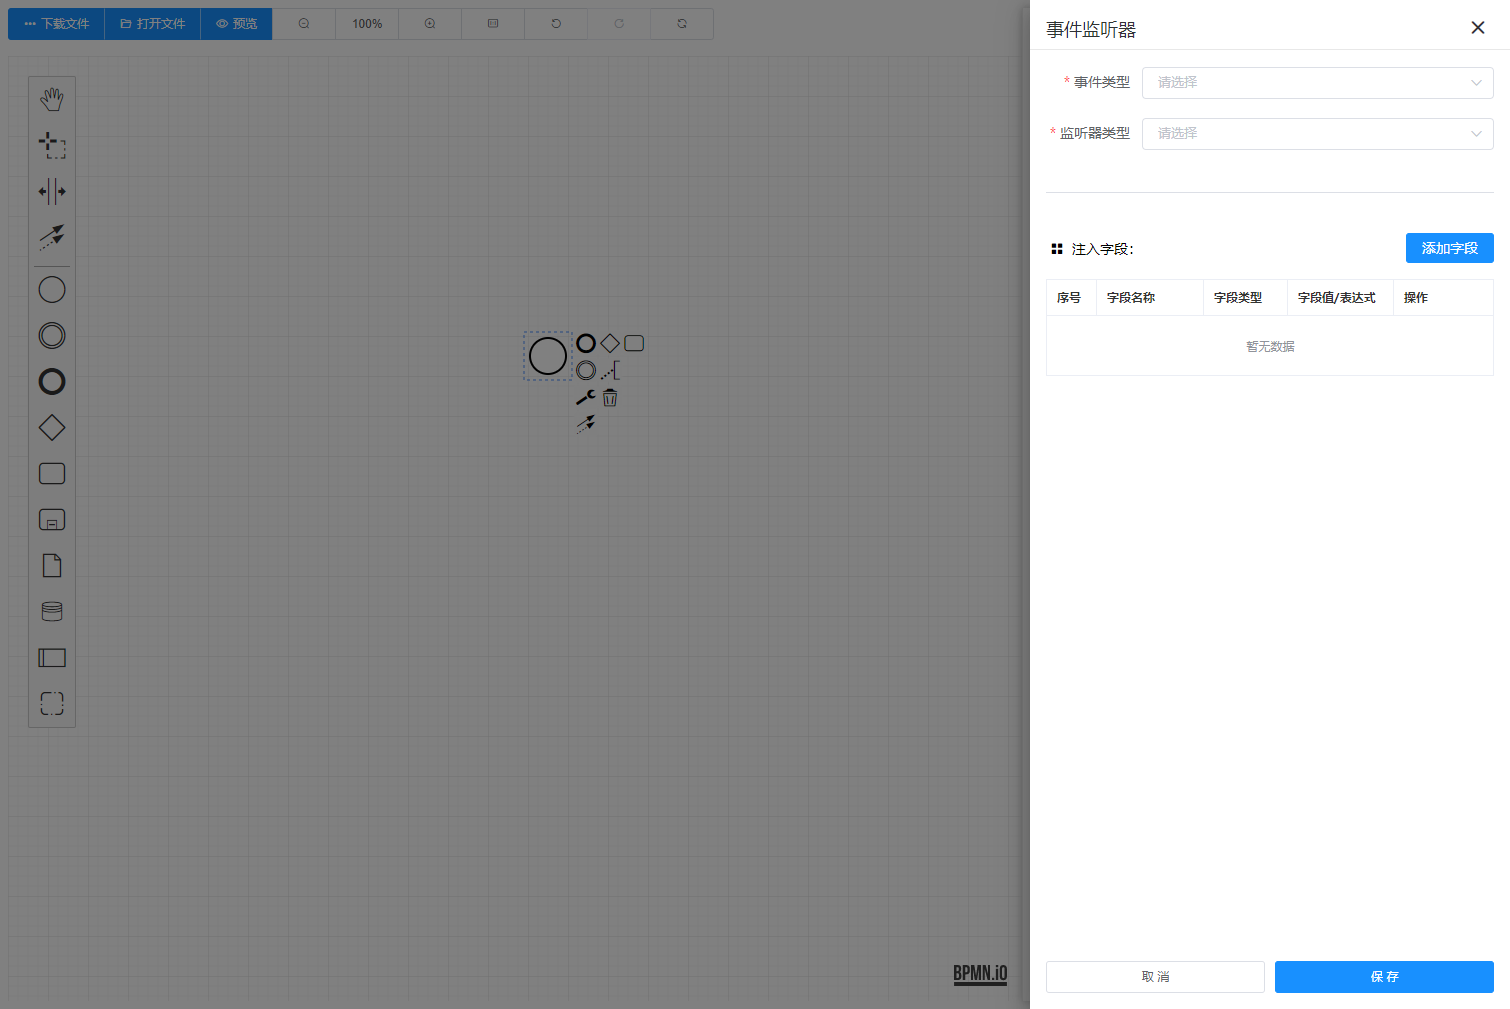 下载文件 打开文件 预览 100%
事件监听器
* 事件类型 请选择
* 监听器类型 请选择
注入字段: 添加字段
序号 字段名称 字段类型 字段值/表达式 操作
暂无数据
BPMN.iO
取 消 保 存